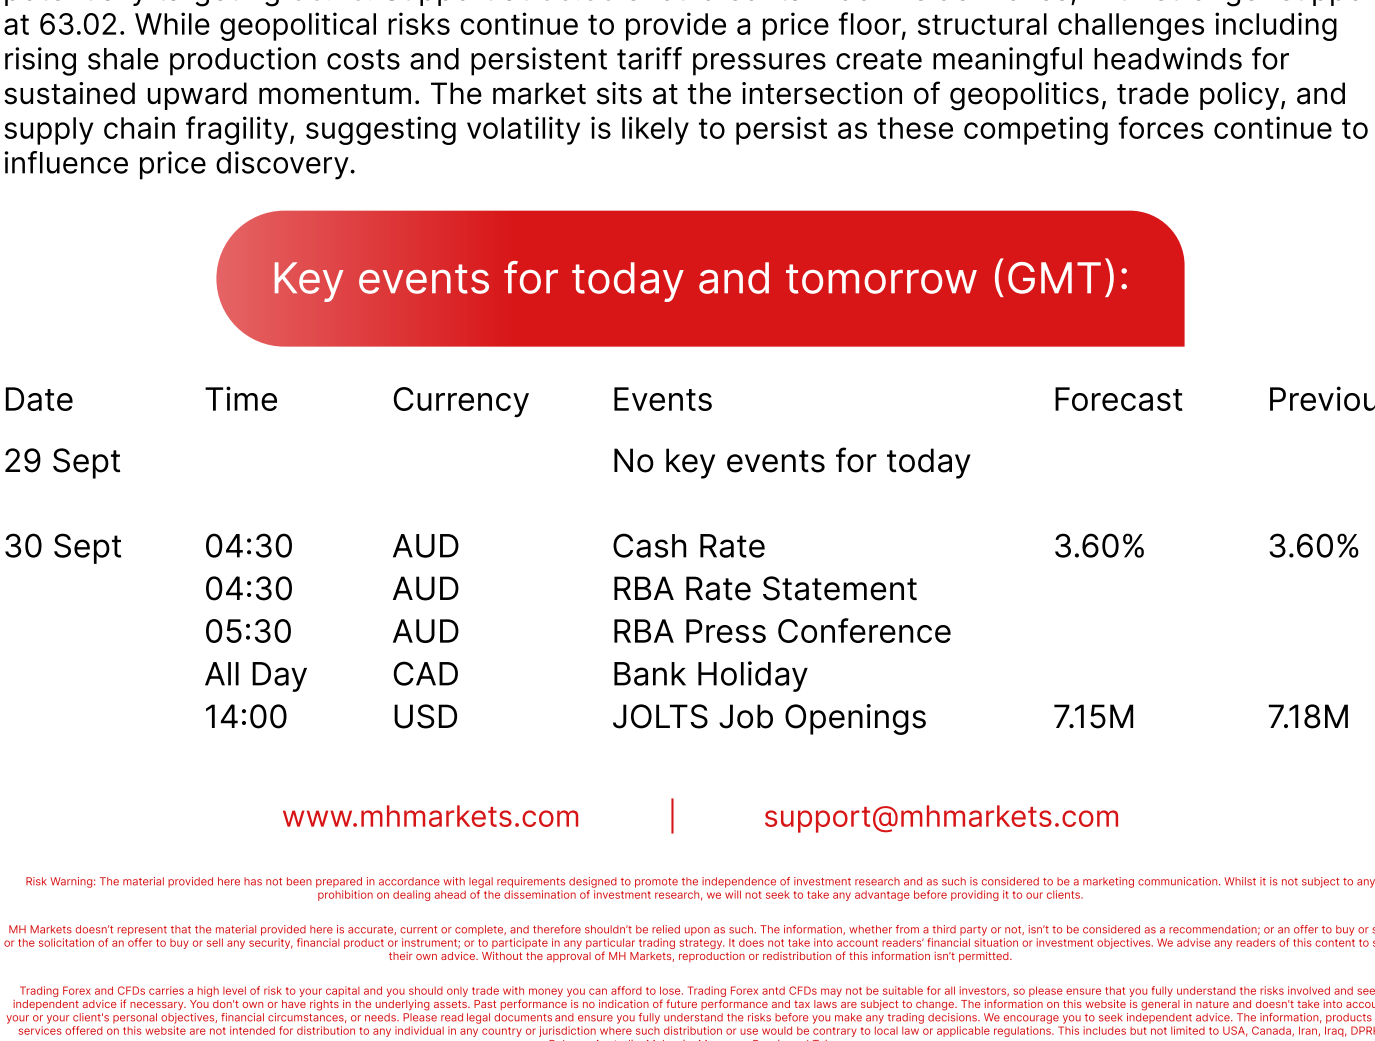 at 63.02. While geopolitical risks continue to provide a price floor, structural challenges including
rising shale production costs and persistent tariff pressures create meaningful headwinds for
sustained upward momentum. The market sits at the intersection of geopolitics, trade policy, and
supply chain fragility, suggesting volatility is likely to persist as these competing forces continue to
influence price discovery.
Key events for today and tomorrow (GMT):
Date Time Currency Events Forecast Previou
29 Sept No key events for today
30 Sept 04:30 AUD Cash Rate 3.60% 3.60%
04:30 AUD RBA Rate Statement
05:30 AUD RBA Press Conference
All Day CAD Bank Holiday
14:00 USD JOLTS Job Openings 7.15M 7.18M
www.mhmarkets.com | support@mhmarkets.com
Risk Warning: The material provided here has not been prepared in accordance with legal requirements designed to promote the independence of investment research and as such is considered to be a marketing communication. Whilst it is not subject to any
prohibition on dealing ahead of the dissemination of investment research, we will not seek to take any advantage before providing it to our clients.
MH Markets doesn't represent that the material provided here is accurate, current or complete, and therefore shouldn't be relied upon as such. The information, whether from a third party or not, isn't to be considered as a recommendation; or an offer to buy or
or the solicitation of an offer to buy or sell any security, financial product or instrument; or to participate in any particular trading strategy. It does not take into account readers' financial situation or investment objectives. We advise any readers of this content to
their own advice. Without the approval of MH Markets, reproduction or redistribution of this information isn't permitted.
Trading Forex and CFDs carries a high level of risk to your capital and you should only trade with money you can afford to lose. Trading Forex antd CFDs may not be suitable for all investors, so please ensure that you fully understand the risks involved and see
independent advice if necessary. You don't own or have rights in the underlying assets. Past performance is no indication of future performance and tax laws are subject to change. The information on this website is general in nature and doesn't take into accou
your or your client's personal objectives, financial circumstances, or needs. Please read legal documents and ensure you fully understand the risks before you make any trading decisions. We encourage you to seek independent advice. The information, products
services offered on this website are not intended for distribution to any individual in any country or jurisdiction where such distribution or use would be contrary to local law or applicable regulations. This includes but not limited to USA, Canada, Iran, Iraq, DPRK